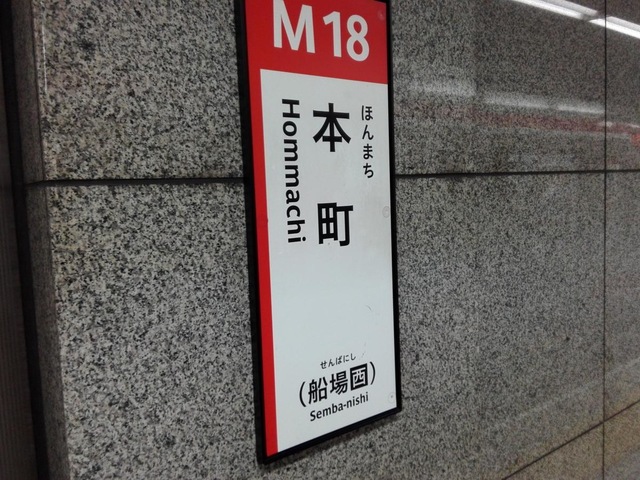 M18
ほんまち
本町
Hommachi
せんばにし
(船場西)
Semba-nishi